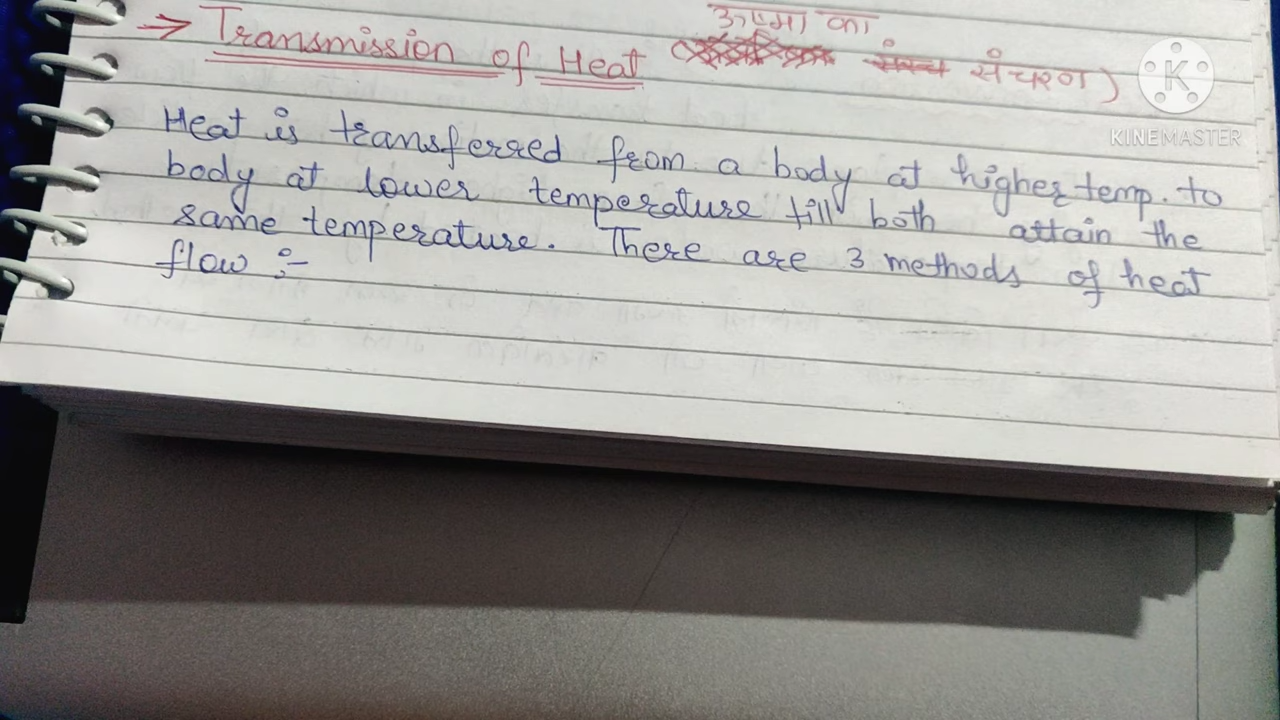 → Transmission of Heat (ऊष्मा का संचरण)
Heat is transferred from a body at higher temp. to
body at lower temperature till both attain the
same temperature. There are 3 methods of heat
flow :-
K
KINEMASTER